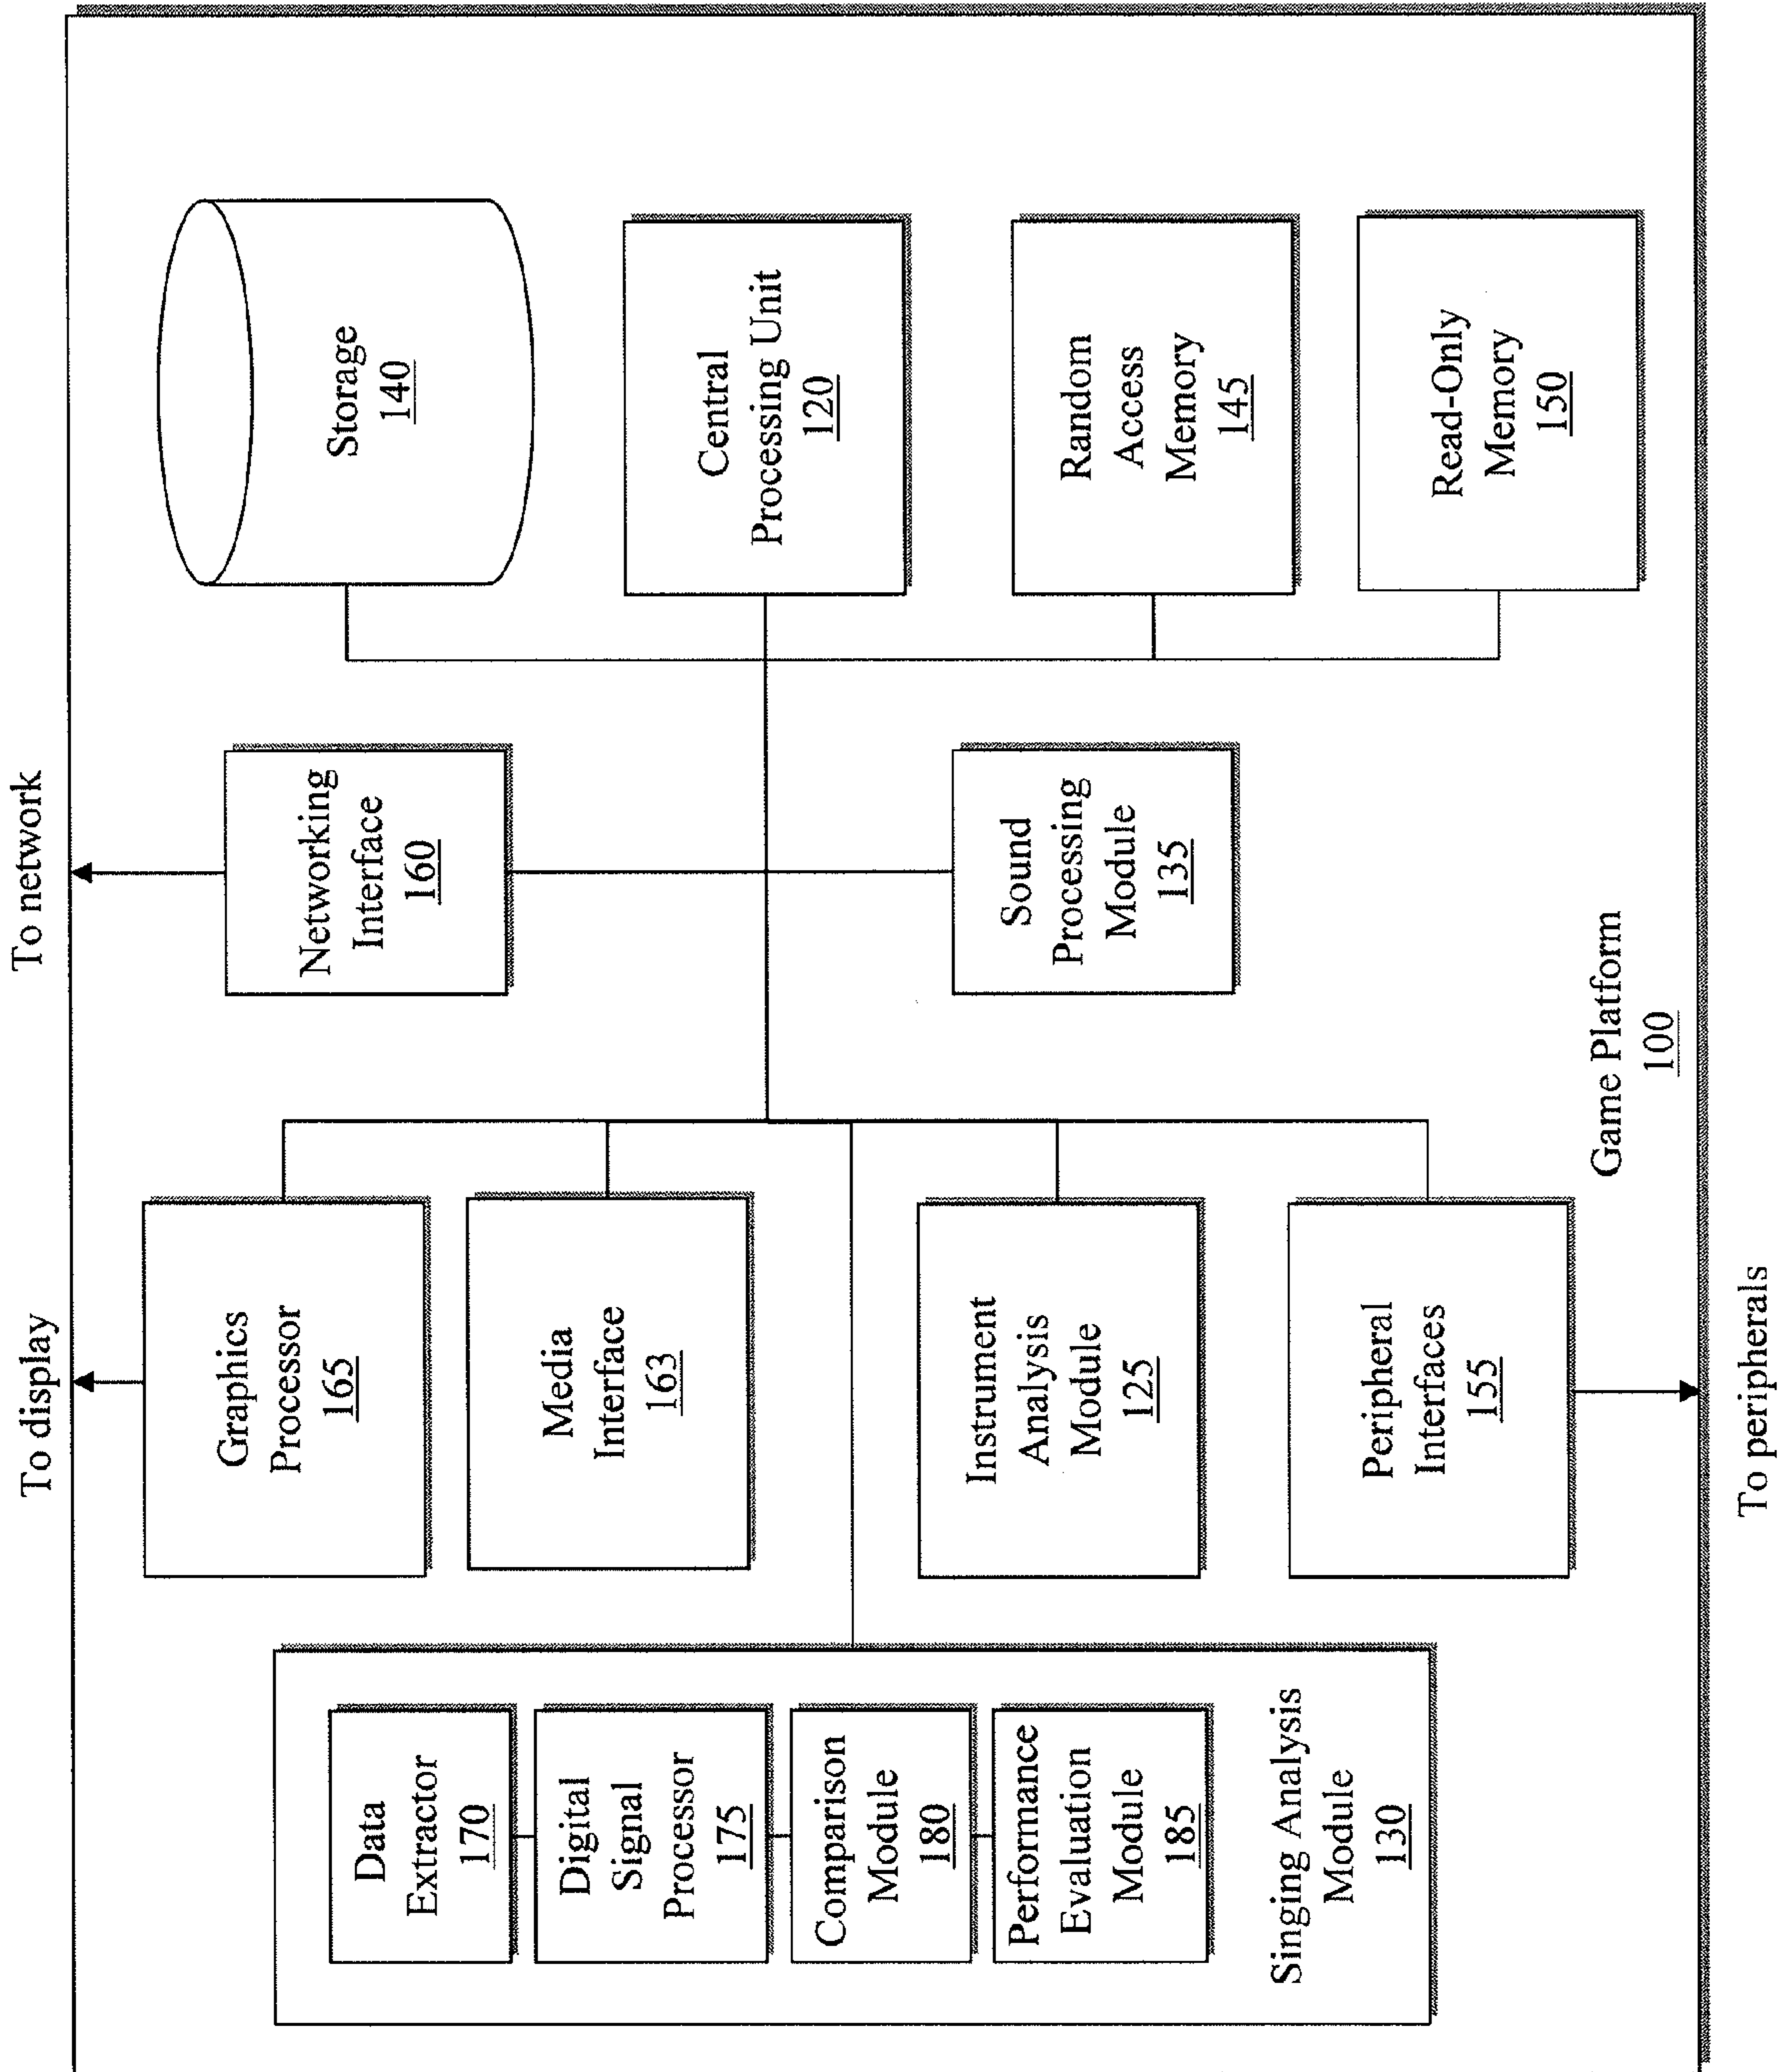 To display
To network
Data
Extractor
170
Digital
Signal
Processor
175
Comparison
Module
180
Performance
Evaluation
Module
185
Singing Analysis
Module
130
Graphics
Processor
165
Media
Interface
163
Instrument
Analysis
Module
125
Peripheral
Interfaces
155
Networking
Interface
160
Sound
Processing
Module
135
Storage
140
Central
Processing Unit
120
Random
Access
Memory
145
Read-Only
Memory
150
Game Platform
100
To peripherals